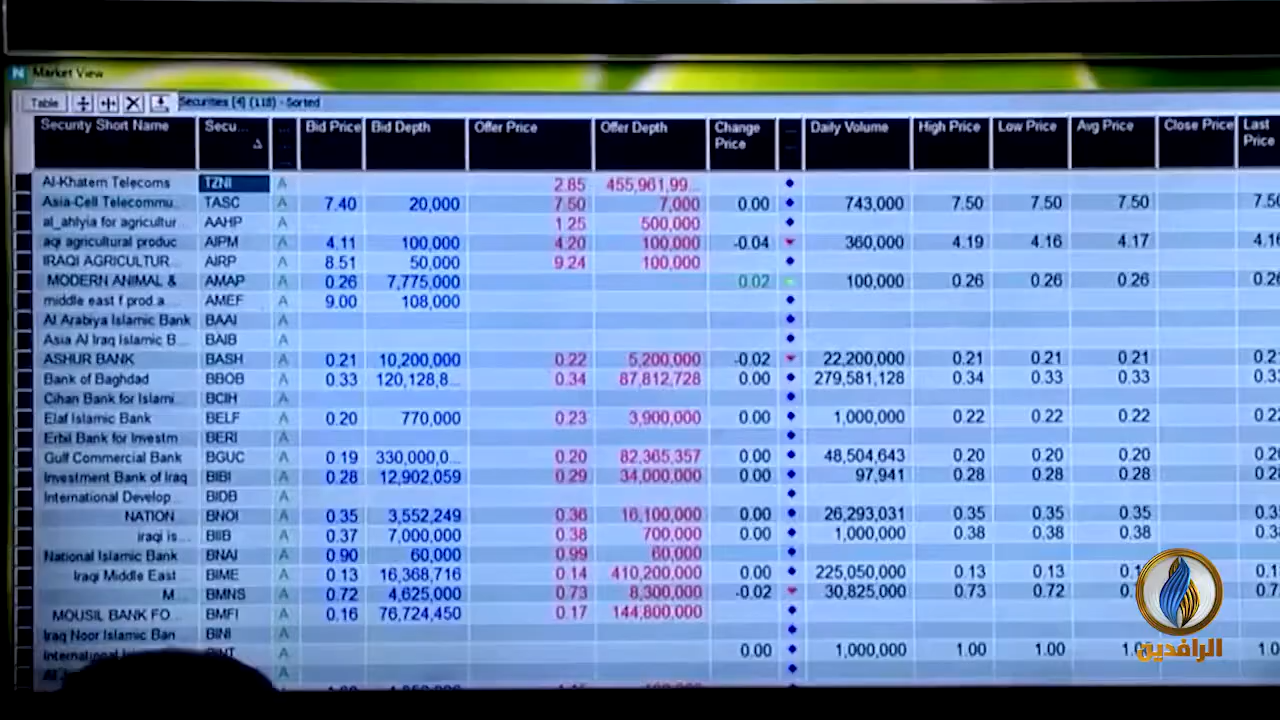 Market View
Table Securities [4] (118) - Sorted
Security Short Name Secu... ... Bid Price Bid Depth Offer Price Offer Depth Change Price ... Daily Volume High Price Low Price Avg Price Close Price Last Price
Al-Khatem Telecoms TZNI A 2.85 455,961,99...
Asia-Cell Telecommu... TASC A 7.40 20,000 7.50 7,000 0.00 743,000 7.50 7.50 7.50 7.50
al_ahlyia for agricultur... AAHP A 1.25 500,000
aqi agricultural produc AIPM A 4.11 100,000 4.20 100,000 -0.04 360,000 4.19 4.16 4.17 4.16
IRAQI AGRICULTUR... AIRP A 8.51 50,000 9.24 100,000
MODERN ANIMAL & AMAP A 0.26 7,775,000 0.02 100,000 0.26 0.26 0.26 0.26
middle east f prod.a... AMEF A 9.00 108,000
Al Arabiya Islamic Bank BAAI A
Asia Al Iraq Islamic B... BAIB A
ASHUR BANK BASH A 0.21 10,200,000 0.22 5,200,000 -0.02 22,200,000 0.21 0.21 0.21 0.21
Bank of Baghdad BBOB A 0.33 120,128,8... 0.34 87,812,728 0.00 279,581,128 0.34 0.33 0.33 0.33
Cihan Bank for Islami... BCIH A
Elaf Islamic Bank BELF A 0.20 770,000 0.23 3,900,000 0.00 1,000,000 0.22 0.22 0.22 0.22
Erbil Bank for Investm BERI A
Gulf Commercial Bank BGUC A 0.19 330,000,0... 0.20 82,365,357 0.00 48,504,643 0.20 0.20 0.20 0.20
Investment Bank of Iraq BIBI A 0.28 12,902,059 0.29 34,000,000 0.00 97,941 0.28 0.28 0.28 0.28
International Develop... BIDB A
NATION BNOI A 0.35 3,552,249 0.36 16,100,000 0.00 26,293,031 0.35 0.35 0.35 0.35
iraqi is... BIIB A 0.37 7,000,000 0.38 700,000 0.00 1,000,000 0.38 0.38 0.38
National Islamic Bank BNAI A 0.90 60,000 0.99 60,000
Iraqi Middle East BIME A 0.13 16,368,716 0.14 410,200,000 0.00 225,050,000 0.13 0.13
M... BMNS A 0.72 4,625,000 0.73 8,300,000 -0.02 30,825,000 0.73 0.72
MOUSIL BANK FO... BMFI A 0.16 76,724,450 0.17 144,800,000
Iraq Noor Islamic Ban BINI A
International A 0.00 1,000,000 1.00 1.00
الرافدين